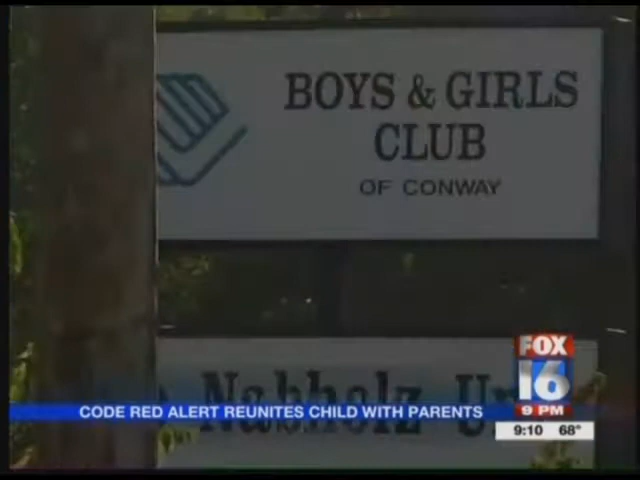 BOYS & GIRLS
CLUB
OF CONWAY
Nabholz
CODE RED ALERT REUNITES CHILD WITH PARENTS
FOX
16
9 PM
9:10 68°